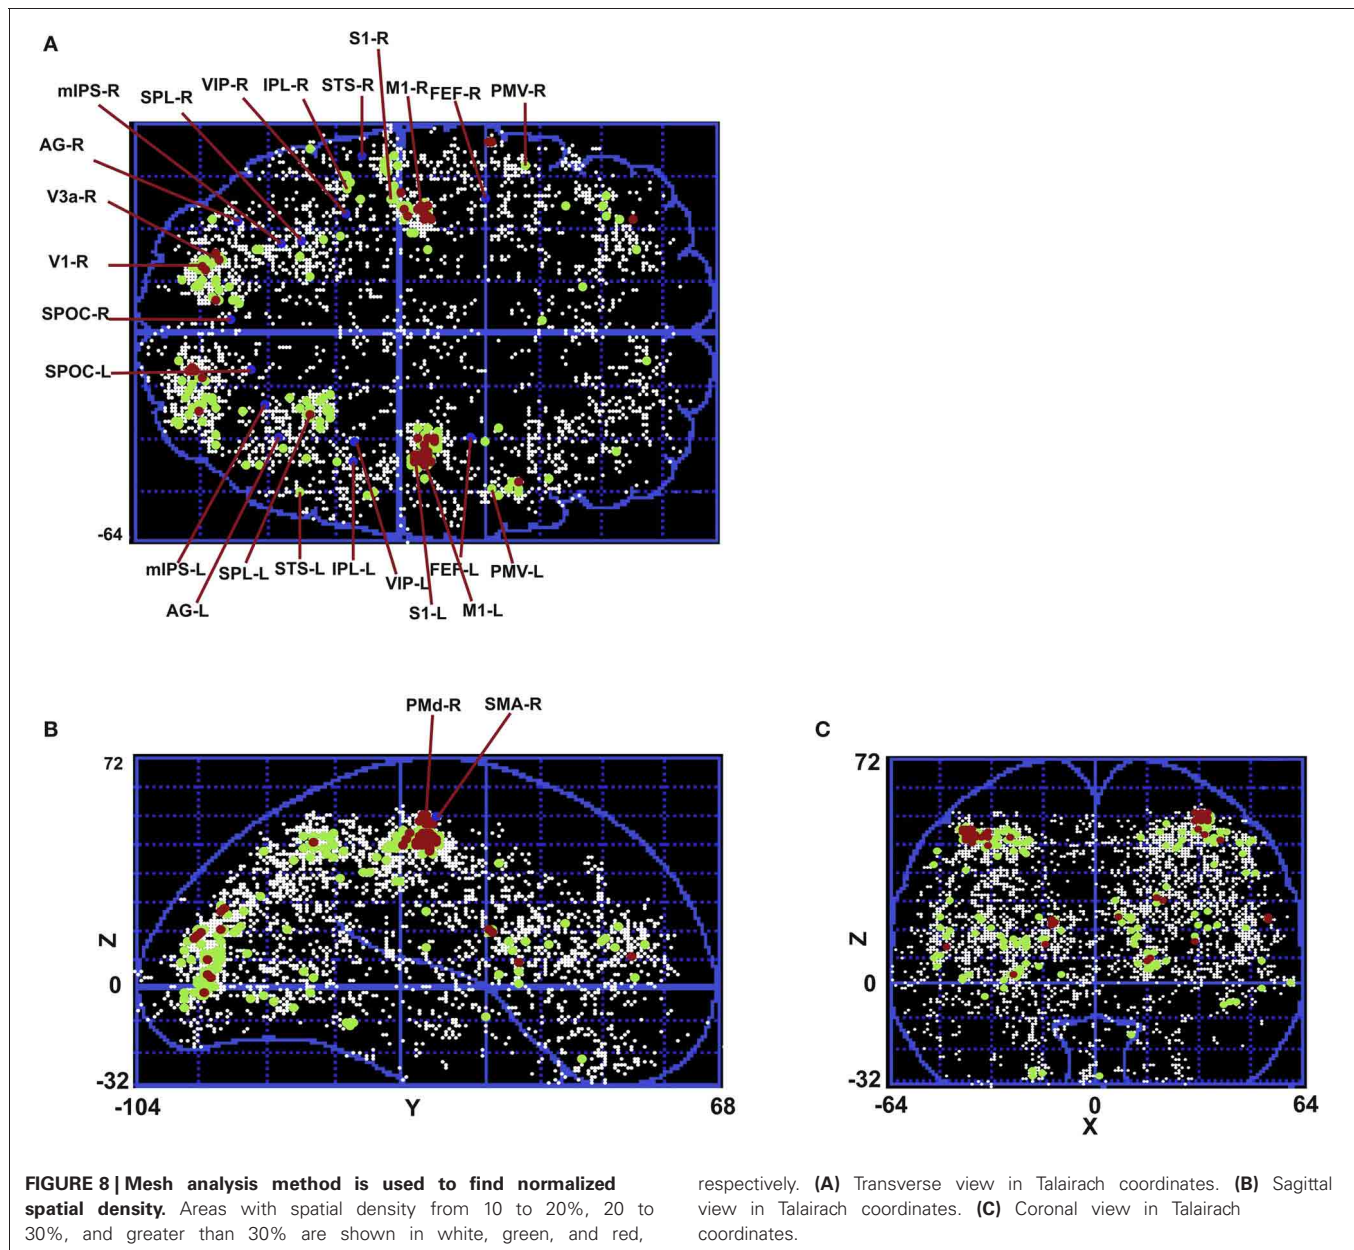 A
S1-R
mIPS-R
SPL-R
VIP-R
IPL-R
STS-R
M1-R
FEF-R
PMV-R
AG-R
V3a-R
V1-R
SPOC-R
SPOC-L
-64
mIPS-L
SPL-L
STS-L
IPL-L
VIP-L
FEF-L
PMV-L
AG-L
S1-L
M1-L
PMd-R
SMA-R
B
72
Z
0
-32
-104
Y
68
C
72
Z
0
-32
-64
0
64
X
FIGURE 8 | Mesh analysis method is used to find normalized
spatial density. Areas with spatial density from 10 to 20%, 20 to
30%, and greater than 30% are shown in white, green, and red,
respectively. (A) Transverse view in Talairach coordinates. (B) Sagittal
view in Talairach coordinates. (C) Coronal view in Talairach
coordinates.